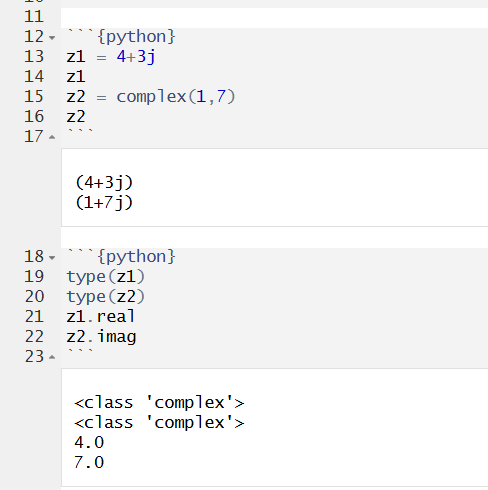 11
12 ```{python}
13 z1 = 4+3j
14 z1
15 z2 = complex(1,7)
16 z2
17 ```
(4+3j)
(1+7j)
18 ```{python}
19 type(z1)
20 type(z2)
21 z1.real
22 z2.imag
23 ```
<class 'complex'>
<class 'complex'>
4.0
7.0